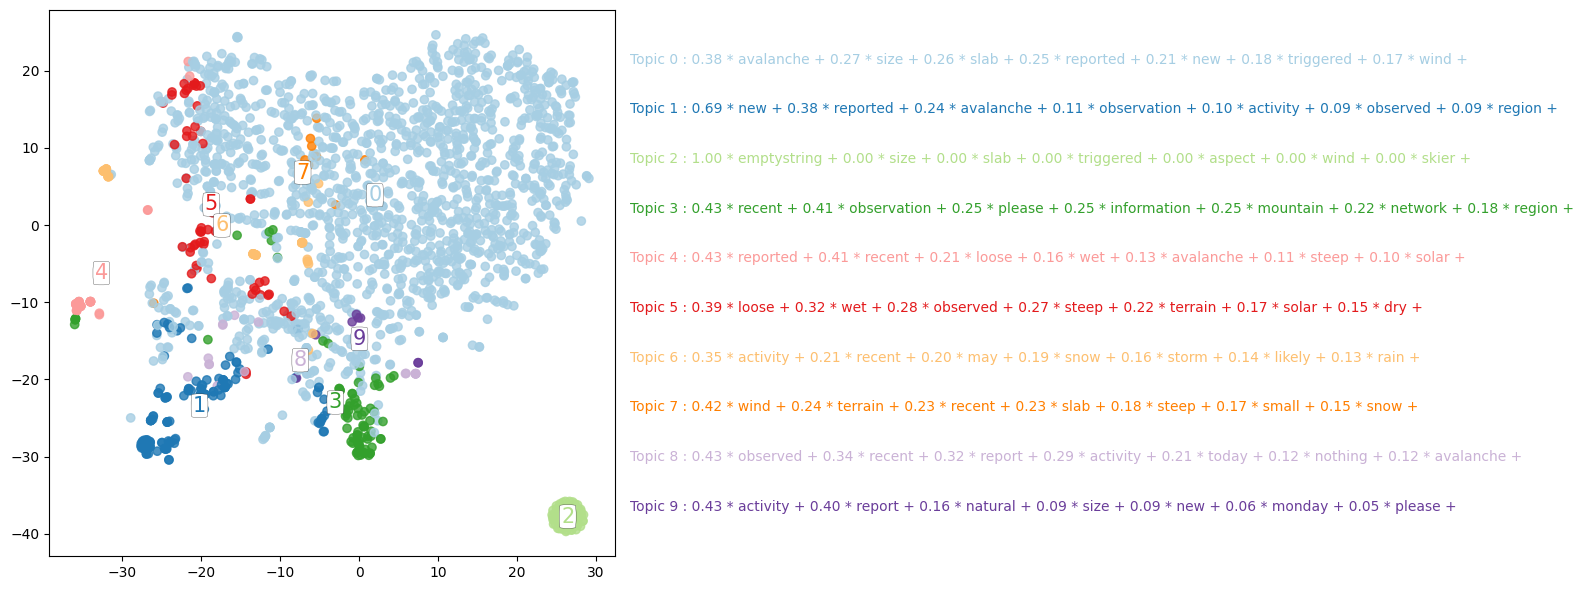 20
10
0
−10
−20
−30
−40
−30 −20 −10 0 10 20 30
7
0
5
6
4
9
8
3
1
2
Topic 0 : 0.38 * avalanche + 0.27 * size + 0.26 * slab + 0.25 * reported + 0.21 * new + 0.18 * triggered + 0.17 * wind +
Topic 1 : 0.69 * new + 0.38 * reported + 0.24 * avalanche + 0.11 * observation + 0.10 * activity + 0.09 * observed + 0.09 * region +
Topic 2 : 1.00 * emptystring + 0.00 * size + 0.00 * slab + 0.00 * triggered + 0.00 * aspect + 0.00 * wind + 0.00 * skier +
Topic 3 : 0.43 * recent + 0.41 * observation + 0.25 * please + 0.25 * information + 0.25 * mountain + 0.22 * network + 0.18 * region +
Topic 4 : 0.43 * reported + 0.41 * recent + 0.21 * loose + 0.16 * wet + 0.13 * avalanche + 0.11 * steep + 0.10 * solar +
Topic 5 : 0.39 * loose + 0.32 * wet + 0.28 * observed + 0.27 * steep + 0.22 * terrain + 0.17 * solar + 0.15 * dry +
Topic 6 : 0.35 * activity + 0.21 * recent + 0.20 * may + 0.19 * snow + 0.16 * storm + 0.14 * likely + 0.13 * rain +
Topic 7 : 0.42 * wind + 0.24 * terrain + 0.23 * recent + 0.23 * slab + 0.18 * steep + 0.17 * small + 0.15 * snow +
Topic 8 : 0.43 * observed + 0.34 * recent + 0.32 * report + 0.29 * activity + 0.21 * today + 0.12 * nothing + 0.12 * avalanche +
Topic 9 : 0.43 * activity + 0.40 * report + 0.16 * natural + 0.09 * size + 0.09 * new + 0.06 * monday + 0.05 * please +